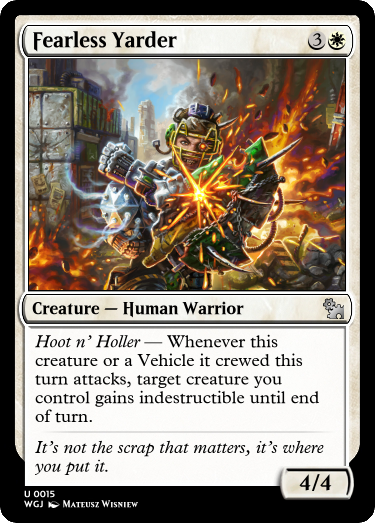 Fearless Yarder 3
Creature — Human Warrior
Hoot n' Holler — Whenever this
creature or a Vehicle it crewed this
turn attacks, target creature you
control gains indestructible until end
of turn.
It's not the scrap that matters, it's where
you put it.
4/4
U 0015
WGJ Mateusz Wisniew